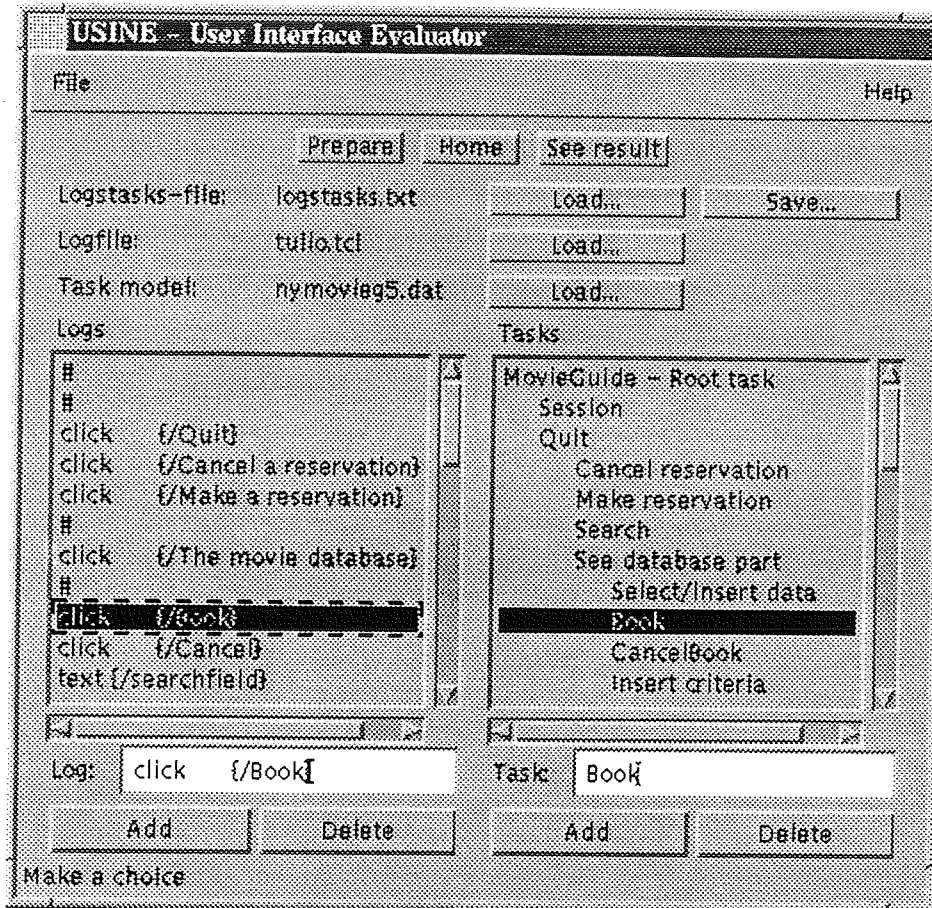 USINE – User Interface Evaluator
File Help
Prepare Home See result
Logstasks-file: logstasks.txt Load... Save...
Logfile: tullo.tcl Load...
Task model: nymovieg5.dat Load...
Logs Tasks
#
#
click {/Quit}
click {/Cancel a reservation}
click {/Make a reservation}
#
click {/The movie database}
#
click {/Book}
click {/Cancel}
text {/searchfield}
MovieGuide – Root task
Session
Quit
Cancel reservation
Make reservation
Search
See database part
Select/Insert data
Book
CancelBook
Insert criteria
Log: click {/Book}
Task: Book
Add Delete Add Delete
Make a choice